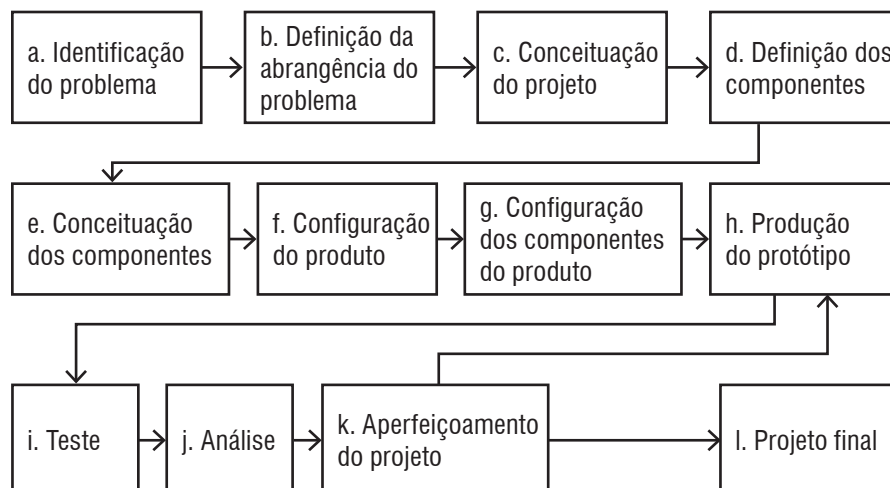 a. Identificação
do problema
b. Definição da
abrangência do
problema
c. Conceituação
do projeto
d. Definição dos
componentes
e. Conceituação
dos componentes
f. Configuração
do produto
g. Configuração
dos componentes
do produto
h. Produção
do protótipo
i. Teste
j. Análise
k. Aperfeiçoamento
do projeto
l. Projeto final